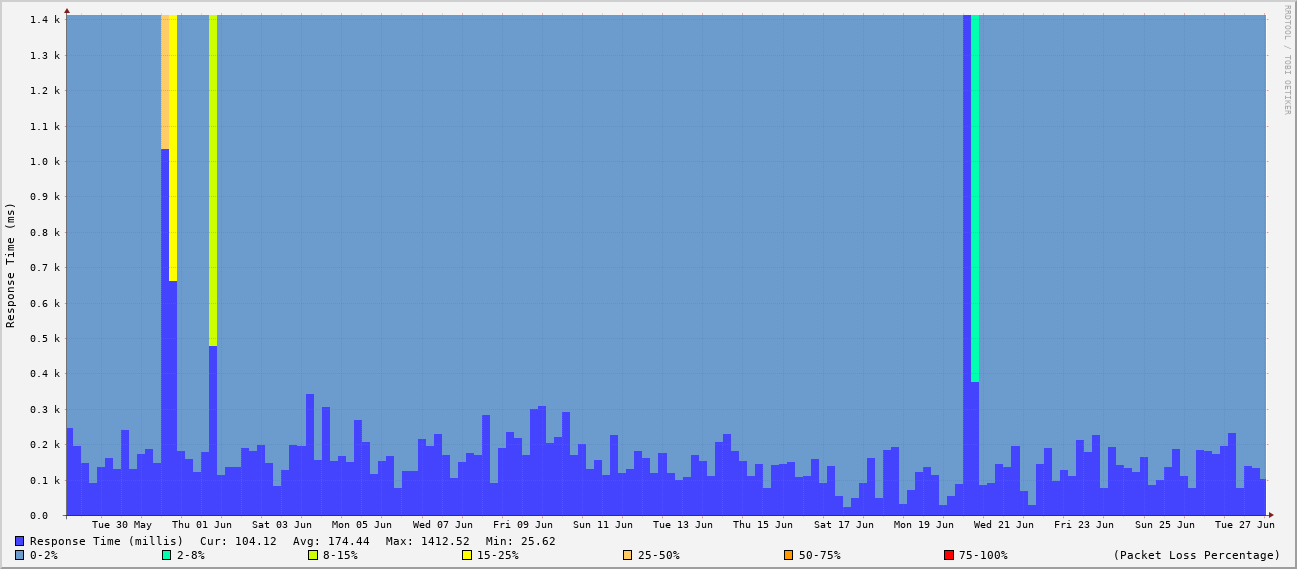 RRDTOOL / TOBI OETIKER
Response Time (ms)
1.4 k
1.3 k
1.2 k
1.1 k
1.0 k
0.9 k
0.8 k
0.7 k
0.6 k
0.5 k
0.4 k
0.3 k
0.2 k
0.1 k
0.0
Tue 30 May Thu 01 Jun Sat 03 Jun Mon 05 Jun Wed 07 Jun Fri 09 Jun Sun 11 Jun Tue 13 Jun Thu 15 Jun Sat 17 Jun Mon 19 Jun Wed 21 Jun Fri 23 Jun Sun 25 Jun Tue 27 Jun
Response Time (millis) Cur: 104.12 Avg: 174.44 Max: 1412.52 Min: 25.62
0-2% 2-8% 8-15% 15-25% 25-50% 50-75% 75-100% (Packet Loss Percentage)